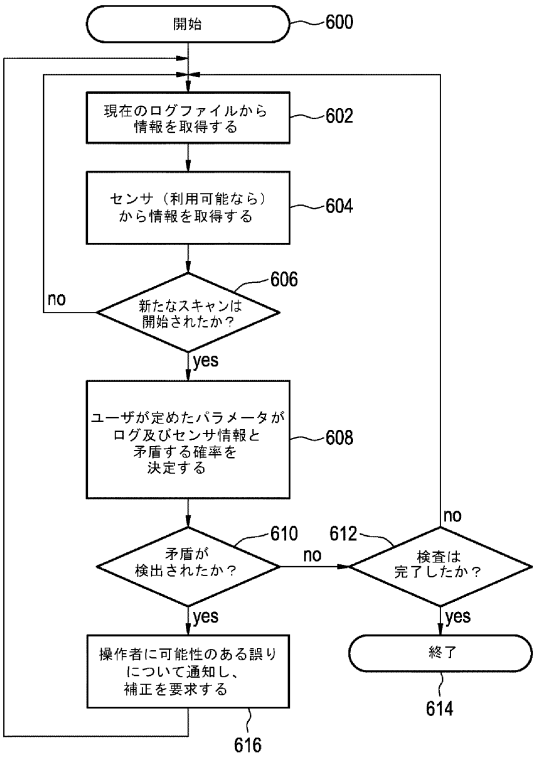 開始
600
現在のログファイルから
情報を取得する
602
センサ（利用可能なら）
から情報を取得する
604
606
新たなスキャンは
開始されたか？
no
yes
ユーザが定めたパラメータが
ログ及びセンサ情報と
矛盾する確率を
決定する
608
610
矛盾が
検出されたか？
no
yes
612
検査は
完了したか？
no
yes
終了
614
操作者に可能性のある誤り
について通知し、
補正を要求する
616